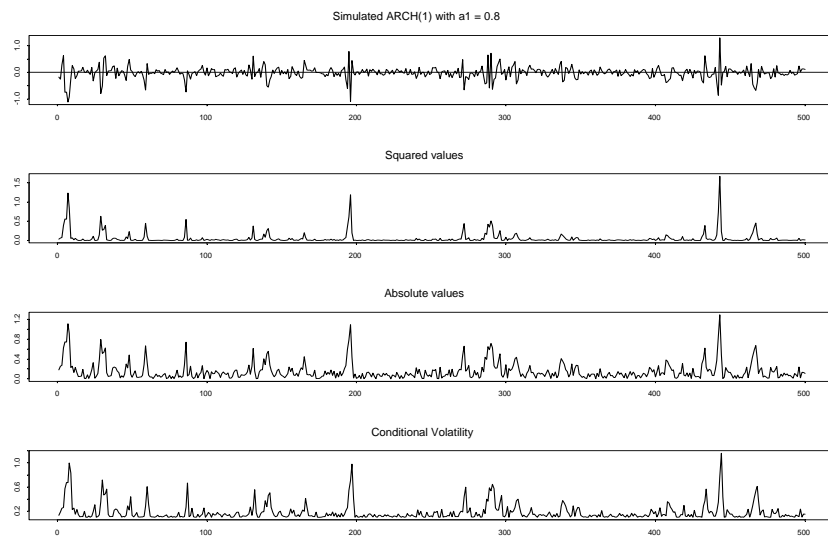 Simulated ARCH(1) with a1 = 0.8
1.0
0.0
-1.0
0 100 200 300 400 500
Squared values
1.5
1.0
0.5
0.0
0 100 200 300 400 500
Absolute values
1.2
0.8
0.4
0.0
0 100 200 300 400 500
Conditional Volatility
1.0
0.6
0.2
0 100 200 300 400 500